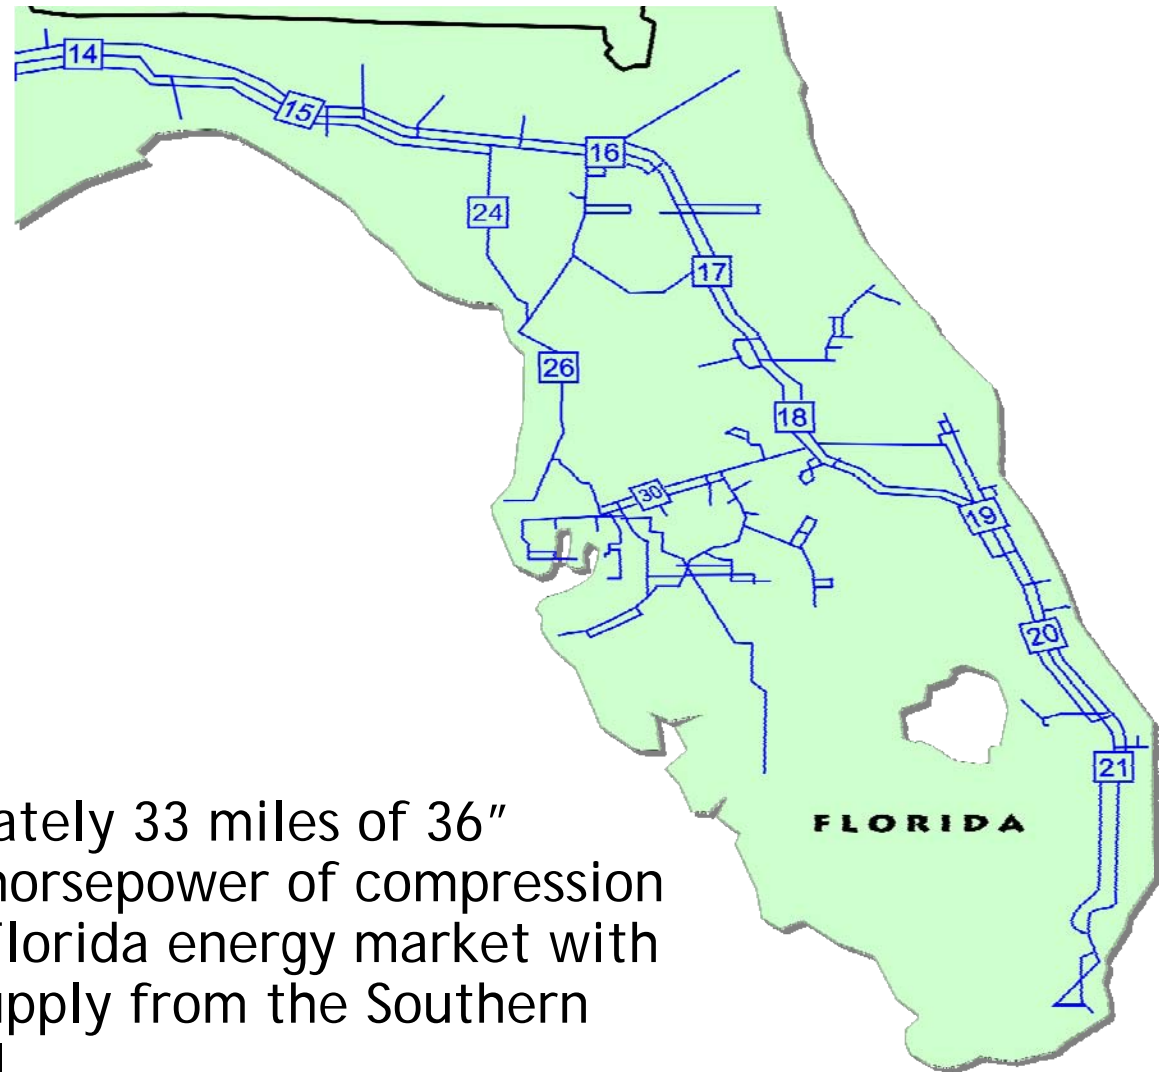 14
15
16
24
17
26
18
30
19
20
21
FLORIDA
ately 33 miles of 36"
horsepower of compression
Florida energy market with
upply from the Southern